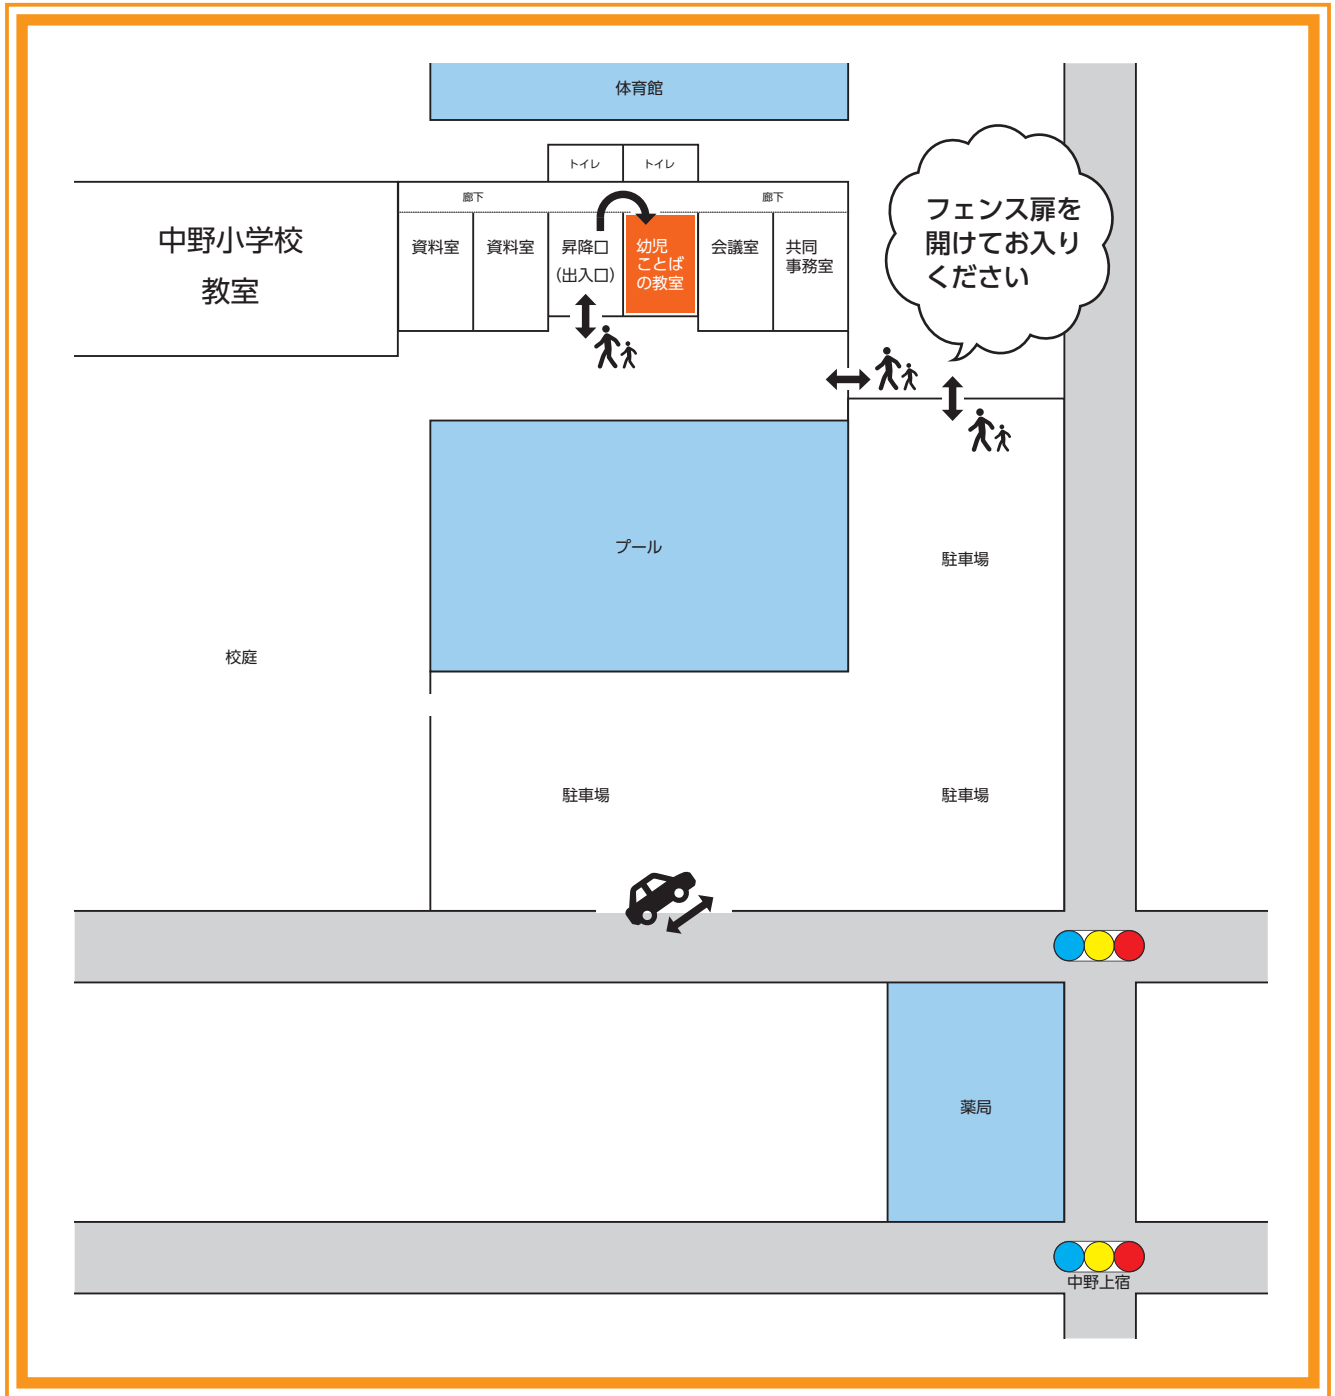 体育館
トイレ
トイレ
廊下
廊下
中野小学校
教室
資料室
資料室
昇降口
(出入口)
幼児
ことば
の教室
会議室
共同
事務室
フェンス扉を
開けてお入り
ください
プール
駐車場
校庭
駐車場
駐車場
薬局
中野上宿